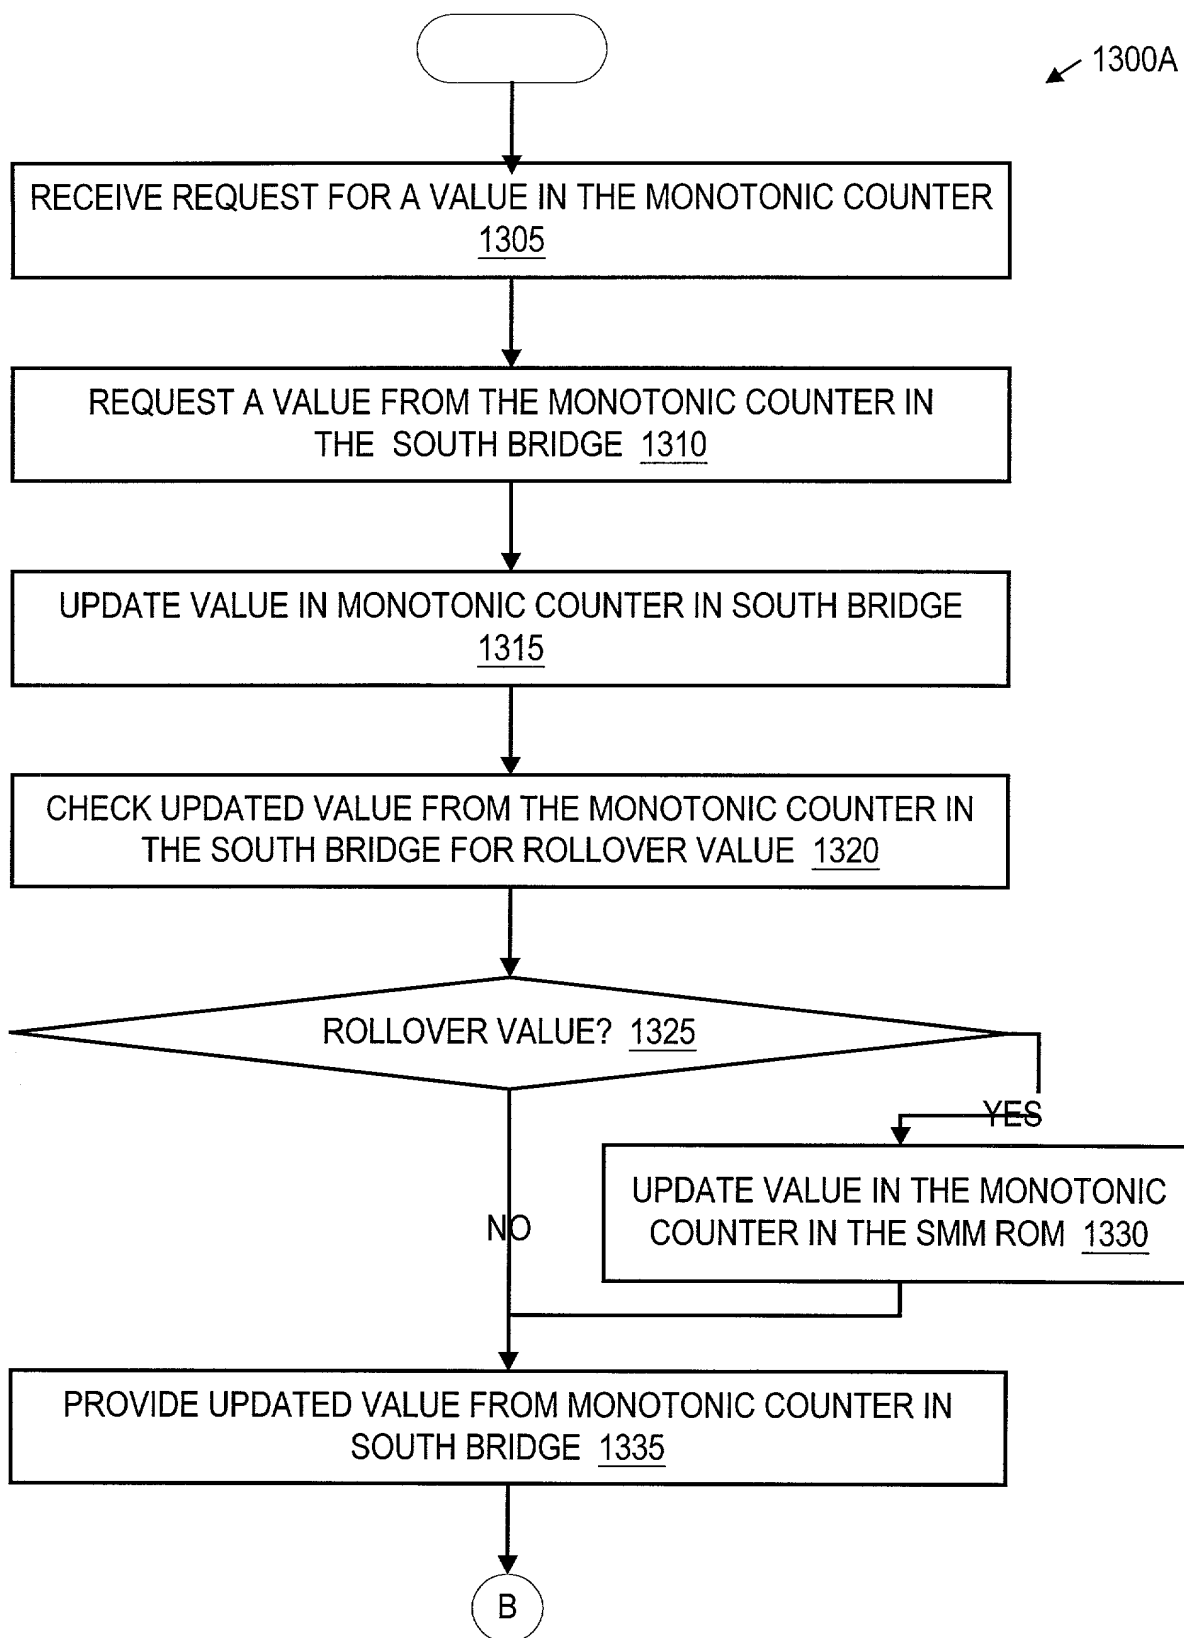 1300A
RECEIVE REQUEST FOR A VALUE IN THE MONOTONIC COUNTER
1305
REQUEST A VALUE FROM THE MONOTONIC COUNTER IN
THE SOUTH BRIDGE 1310
UPDATE VALUE IN MONOTONIC COUNTER IN SOUTH BRIDGE
1315
CHECK UPDATED VALUE FROM THE MONOTONIC COUNTER IN
THE SOUTH BRIDGE FOR ROLLOVER VALUE 1320
ROLLOVER VALUE? 1325
YES
UPDATE VALUE IN THE MONOTONIC
COUNTER IN THE SMM ROM 1330
NO
PROVIDE UPDATED VALUE FROM MONOTONIC COUNTER IN
SOUTH BRIDGE 1335
B